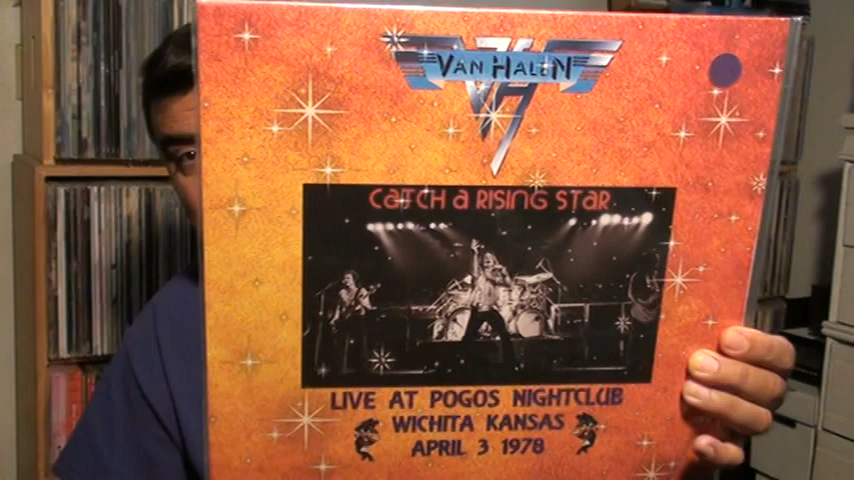 VAN HALEN
CATCH A RISING STAR
LIVE AT POGOS NIGHTCLUB
WICHITA KANSAS
APRIL 3 1978